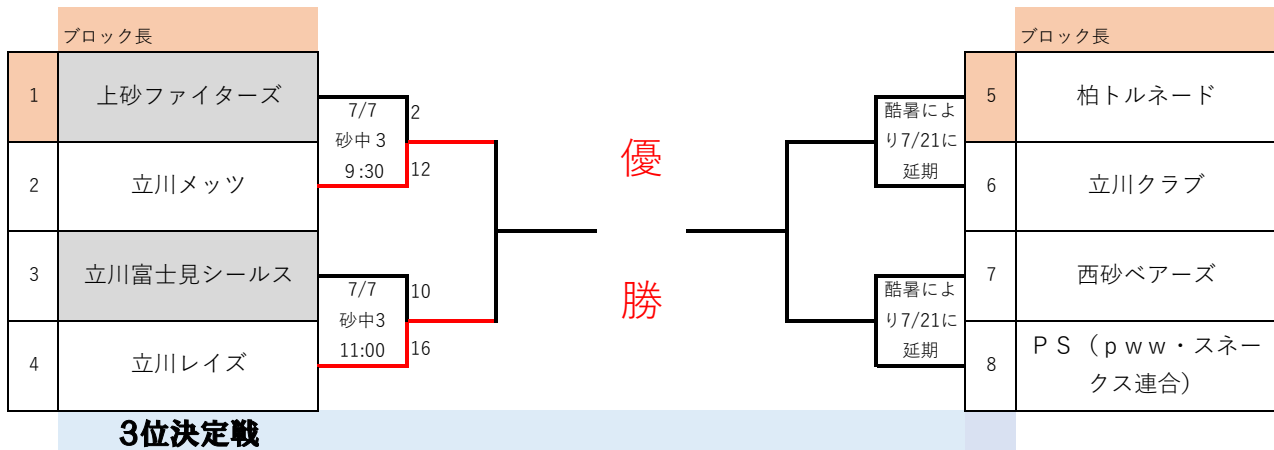 ブロック長
1
上砂ファイターズ
2
立川メッツ
3
立川富士見シールス
4
立川レイズ
7/7
砂中３
9:30
2
12
7/7
砂中3
11:00
10
16
優
勝
酷暑によ
り7/21に
延期
酷暑によ
り7/21に
延期
ブロック長
5
柏トルネード
6
立川クラブ
7
西砂ベアーズ
8
ＰＳ（ｐｗｗ・スネー
クス連合）
3位決定戦